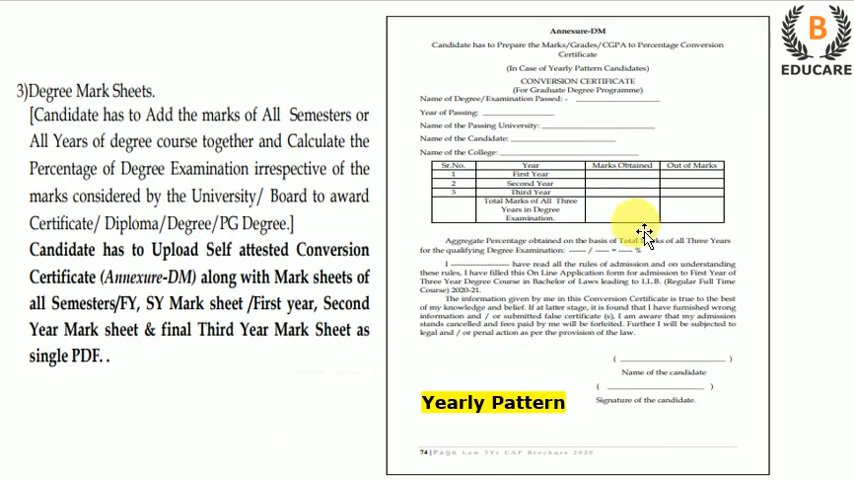 3)Degree Mark Sheets.
[Candidate has to Add the marks of All Semesters or
All Years of degree course together and Calculate the
Percentage of Degree Examination irrespective of the
marks considered by the University/ Board to award
Certificate/ Diploma/Degree/PG Degree.]
Candidate has to Upload Self attested Conversion
Certificate (Annexure-DM) along with Mark sheets of
all Semesters/FY, SY Mark sheet /First year, Second
Year Mark sheet & final Third Year Mark Sheet as
single PDF. .
Annexure-DM
Candidate has to Prepare the Marks/Grades/CGPA to Percentage Conversion
Certificate
(In Case of Yearly Pattern Candidates)
CONVERSION CERTIFICATE
(For Graduate Degree Programme)
Name of Degree/Examination Passed: -
Year of Passing:
Name of the Passing University:
Name of the Candidate:
Name of the College:
Sr.No. Year Marks Obtained Out of Marks
1 First Year
2 Second Year
3 Third Year
Total Marks of All Three
Years in Degree
Examination.
Aggregate Percentage obtained on the basis of Total Marks of all Three Years
for the qualifying Degree Examination: ------ / ----- = ----- %
I -------------------- have read all the rules of admission and on understanding
these rules, I have filled this On Line Application form for admission to First Year of
Three Year Degree Course in Bachelor of Laws leading to LL.B. (Regular Full Time
Course) 2020-21.
The information given by me in this Conversion Certificate is true to the best
of my knowledge and belief. If at latter stage, it is found that I have furnished wrong
information and / or submitted false certificate (s), I am aware that my admission
stands cancelled and fees paid by me will be forfeited. Further I will be subjected to
legal and / or penal action as per the provision of the law.
( )
Name of the candidate
( )
Signature of the candidate.
Yearly Pattern
74 | Page Law 3Yr CAP Brochure 2020
B
EDUCARE